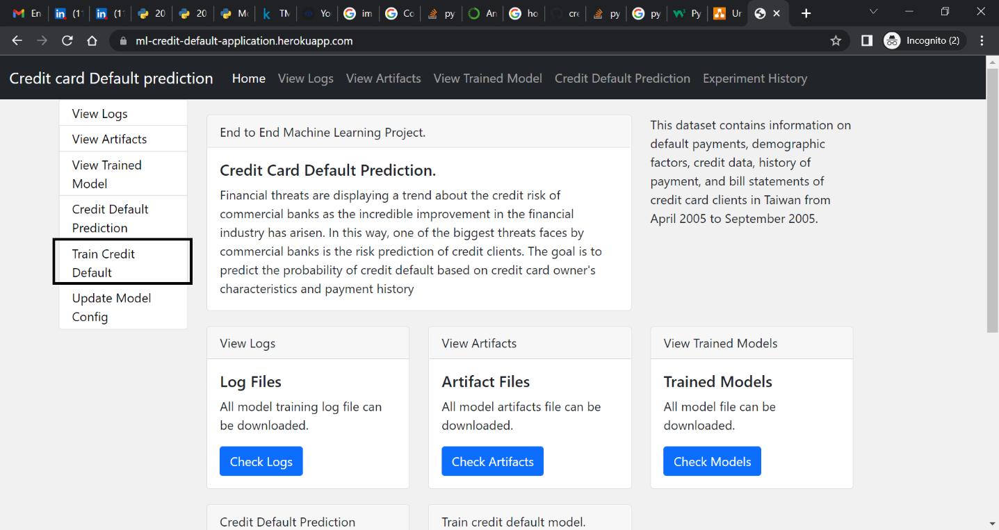 En
(1
(1
20
20
Mo
TM
Yo
im
Co
py
An
ho
cre
py
py
Py
Ur
ml-credit-default-application.herokuapp.com
Incognito (2)
Credit card Default prediction
Home
View Logs
View Artifacts
View Trained Model
Credit Default Prediction
Experiment History
View Logs
View Artifacts
View Trained
Model
Credit Default
Prediction
Train Credit
Default
Update Model
Config
End to End Machine Learning Project.
Credit Card Default Prediction.
Financial threats are displaying a trend about the credit risk of
commercial banks as the incredible improvement in the financial
industry has arisen. In this way, one of the biggest threats faces by
commercial banks is the risk prediction of credit clients. The goal is to
predict the probability of credit default based on credit card owner's
characteristics and payment history
This dataset contains information on
default payments, demographic
factors, credit data, history of
payment, and bill statements of
credit card clients in Taiwan from
April 2005 to September 2005.
View Logs
Log Files
All model training log file can
be downloaded.
Check Logs
View Artifacts
Artifact Files
All model artifacts file can be
downloaded.
Check Artifacts
View Trained Models
Trained Models
All model file can be
downloaded.
Check Models
Credit Default Prediction
Train credit default model.